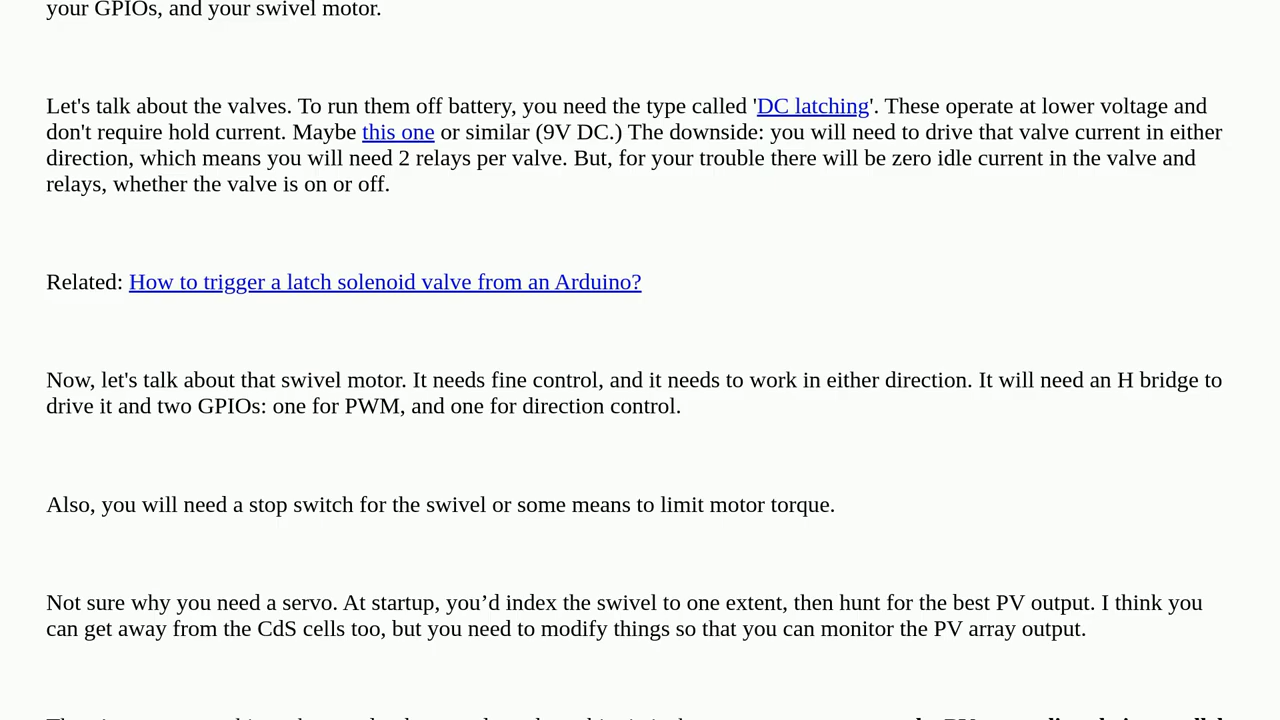 your GPIOs, and your swivel motor.
Let's talk about the valves. To run them off battery, you need the type called 'DC latching'. These operate at lower voltage and
don't require hold current. Maybe this one or similar (9V DC.) The downside: you will need to drive that valve current in either
direction, which means you will need 2 relays per valve. But, for your trouble there will be zero idle current in the valve and
relays, whether the valve is on or off.
Related: How to trigger a latch solenoid valve from an Arduino?
Now, let's talk about that swivel motor. It needs fine control, and it needs to work in either direction. It will need an H bridge to
drive it and two GPIOs: one for PWM, and one for direction control.
Also, you will need a stop switch for the swivel or some means to limit motor torque.
Not sure why you need a servo. At startup, you’d index the swivel to one extent, then hunt for the best PV output. I think you
can get away from the CdS cells too, but you need to modify things so that you can monitor the PV array output.